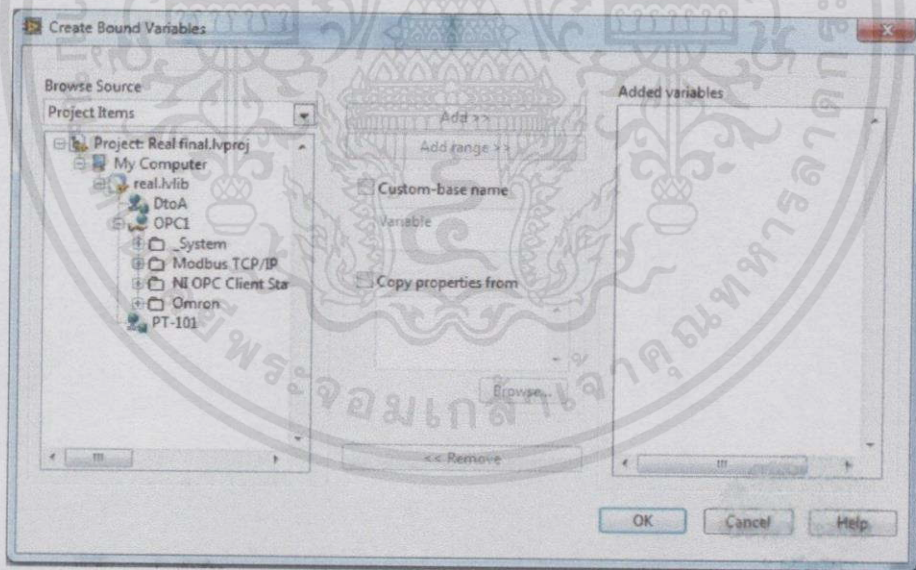 Create Bound Variables
Browse Source
Project Items
Project: Real final.lvproj
My Computer
real.lvlib
DtoA
OPC1
_System
Modbus TCP/IP
NI OPC Client Sta
Omron
PT-101
Add >>
Add range >>
Custom-base name
Variable
Copy properties from
Browse...
<< Remove
Added variables
OK
Cancel
Help